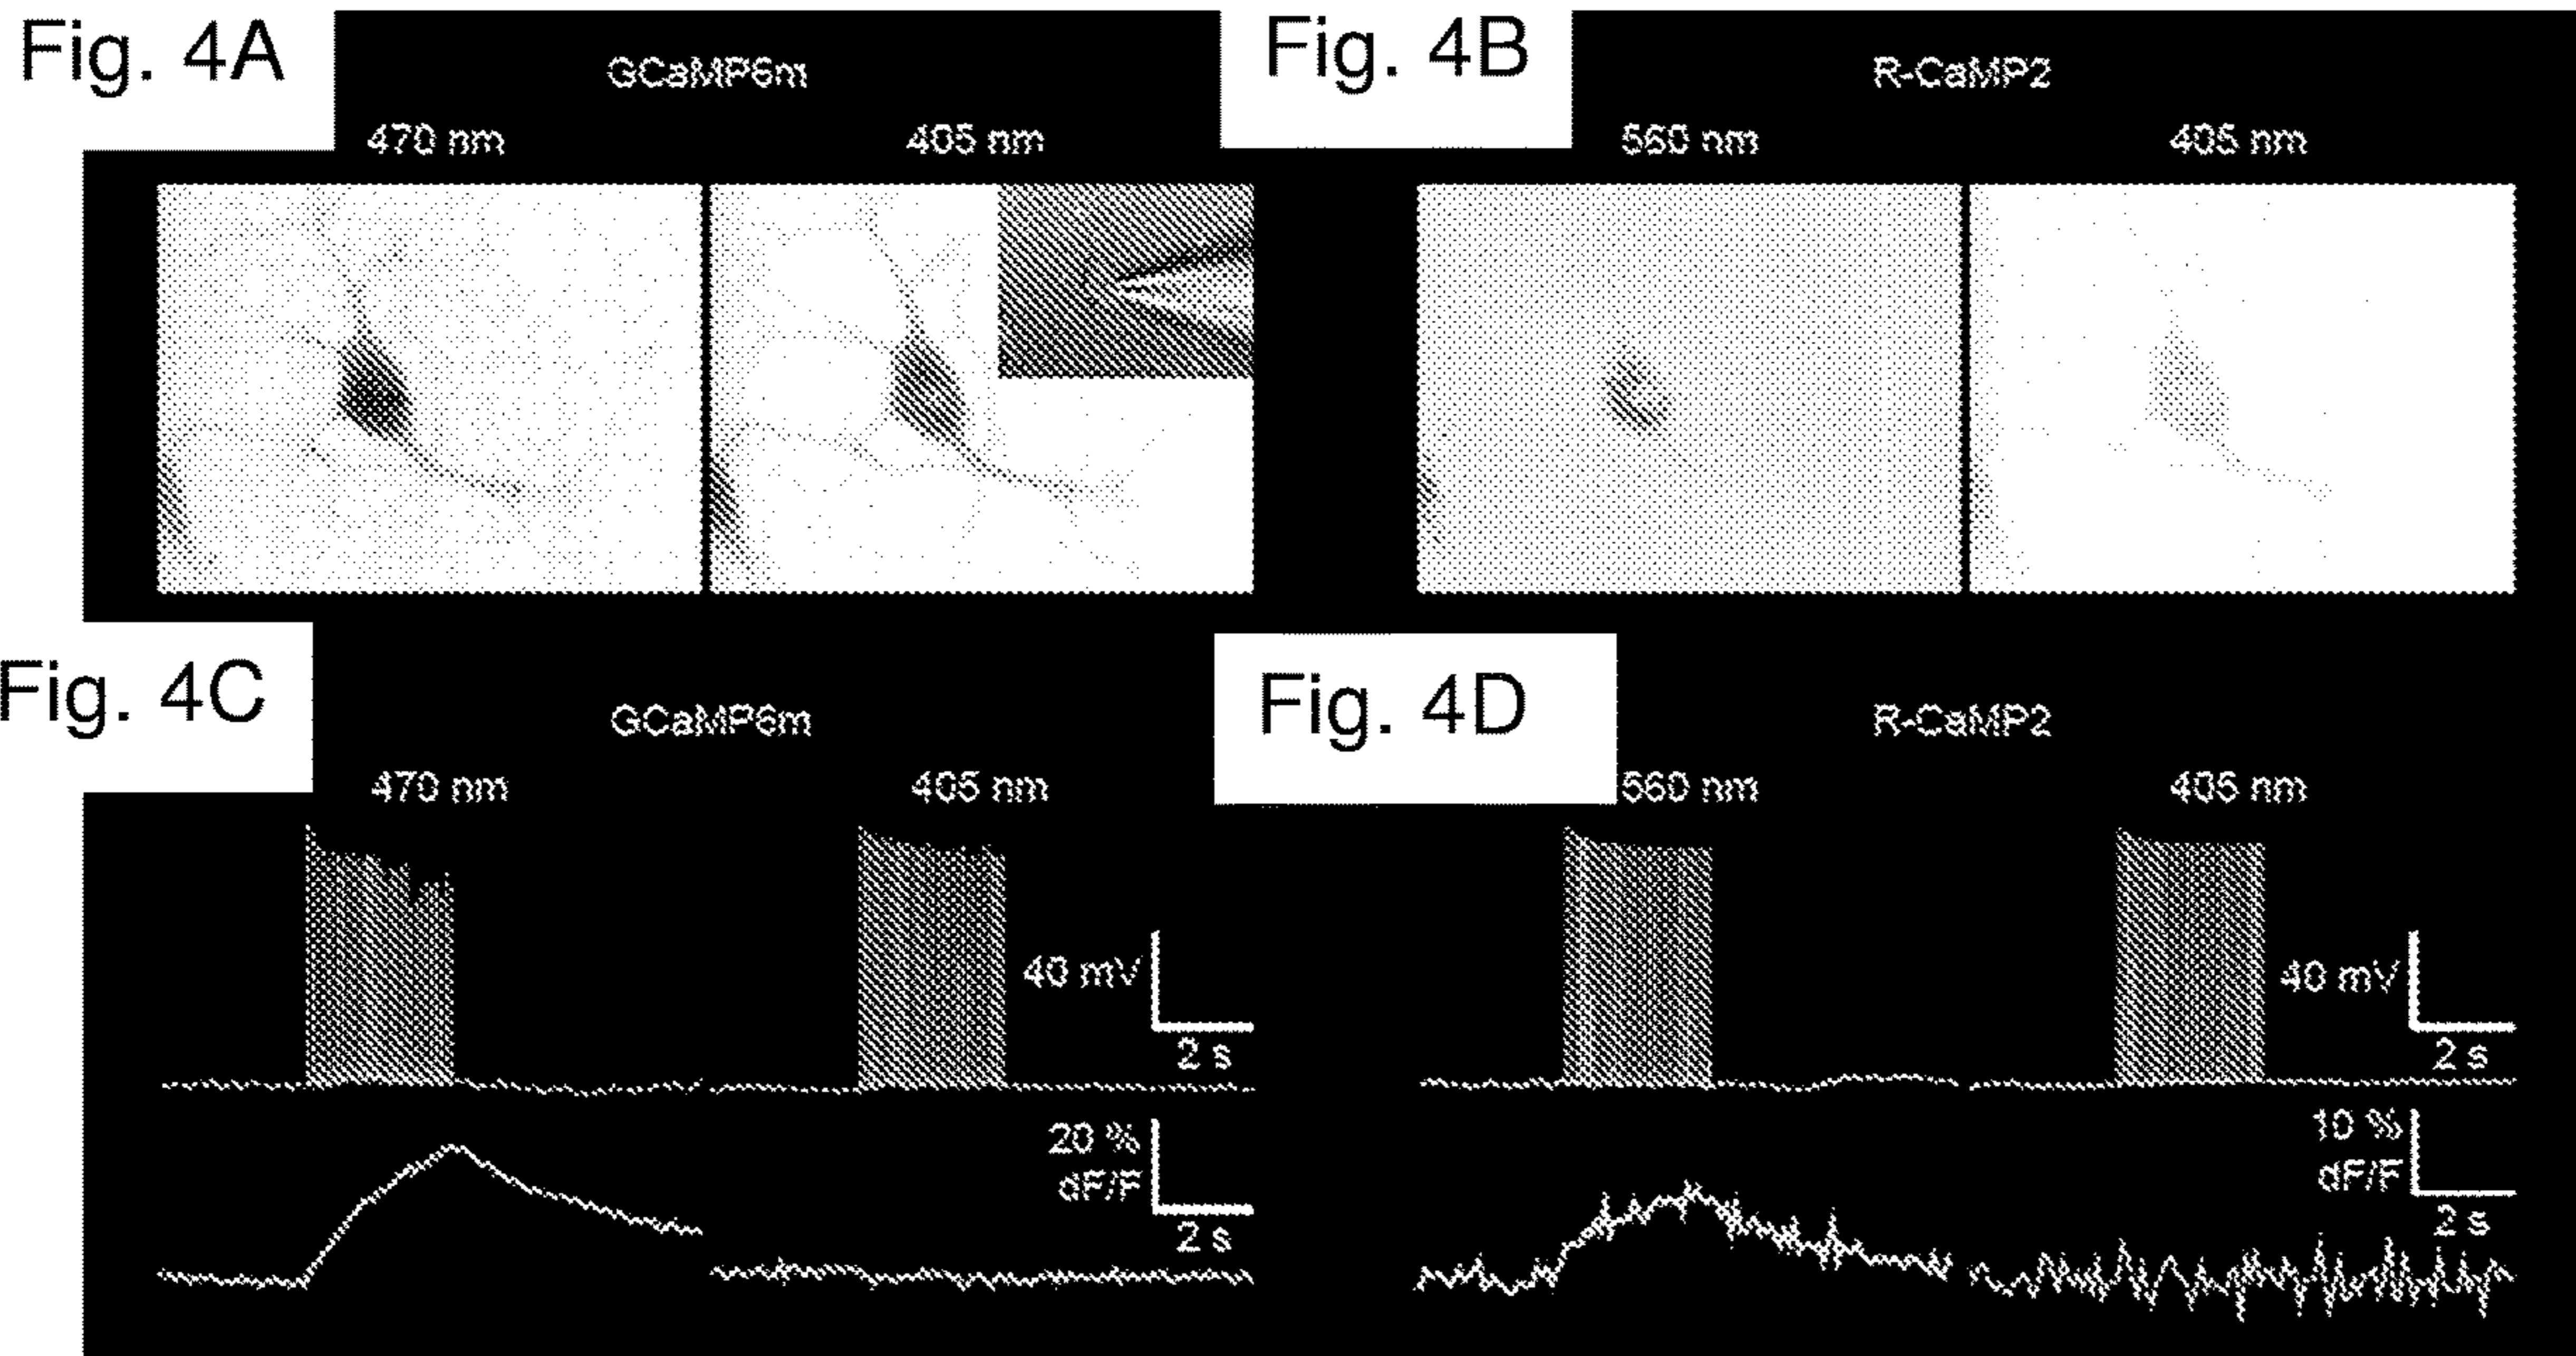 Fig. 4A
GCaMP6m
470 nm
405 nm
Fig. 4B
R-CaMP2
560 nm
405 nm
Fig. 4C
GCaMP6m
470 nm
405 nm
40 mV
2 s
20 %
dF/F
2 s
Fig. 4D
R-CaMP2
560 nm
405 nm
40 mV
2 s
10 %
dF/F
2 s